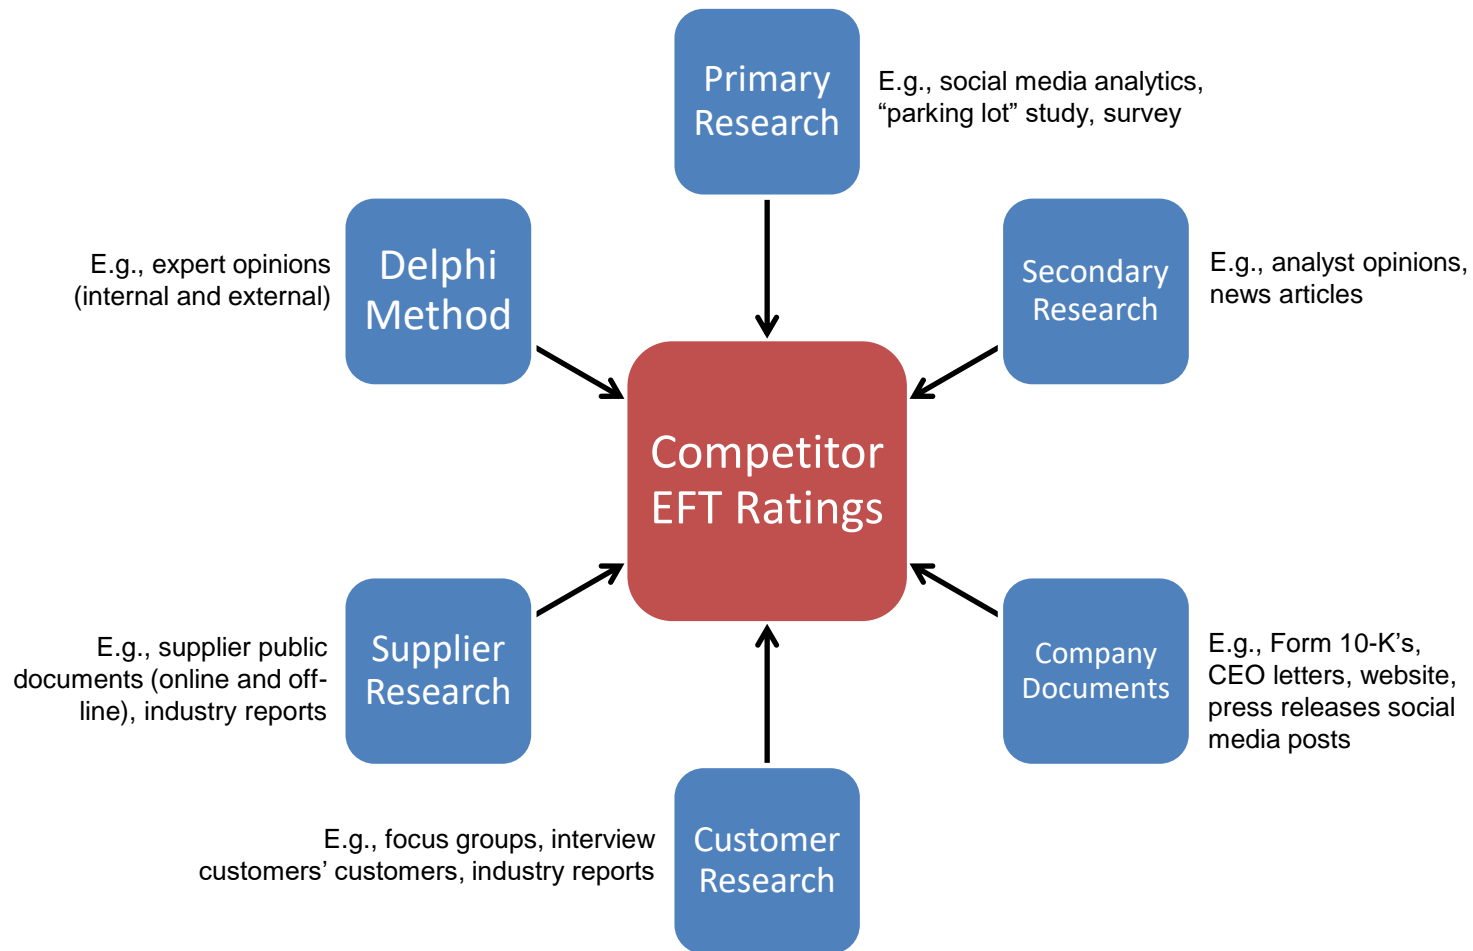 Primary
Research
E.g., social media analytics,
“parking lot” study, survey
Delphi
Method
E.g., expert opinions
(internal and external)
Secondary
Research
E.g., analyst opinions,
news articles
Competitor
EFT Ratings
Supplier
Research
E.g., supplier public
documents (online and off-
line), industry reports
Company
Documents
E.g., Form 10-K’s,
CEO letters, website,
press releases social
media posts
Customer
Research
E.g., focus groups, interview
customers’ customers, industry reports